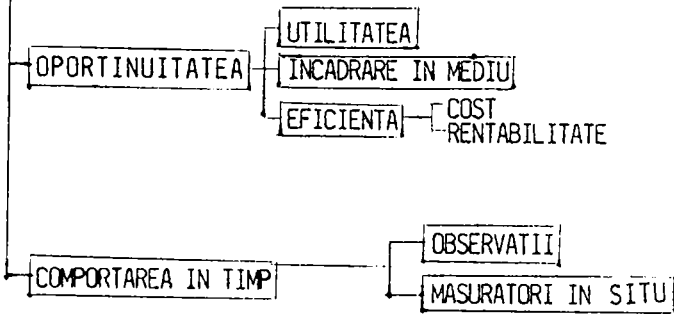 UTILITATEA
OPORTINUITATEA
INCADRARE IN MEDIU
EFICIENTA
COST
RENTABILITATE
OBSERVATII
COMPORTAREA IN TIMP
MASURATORI IN SITU